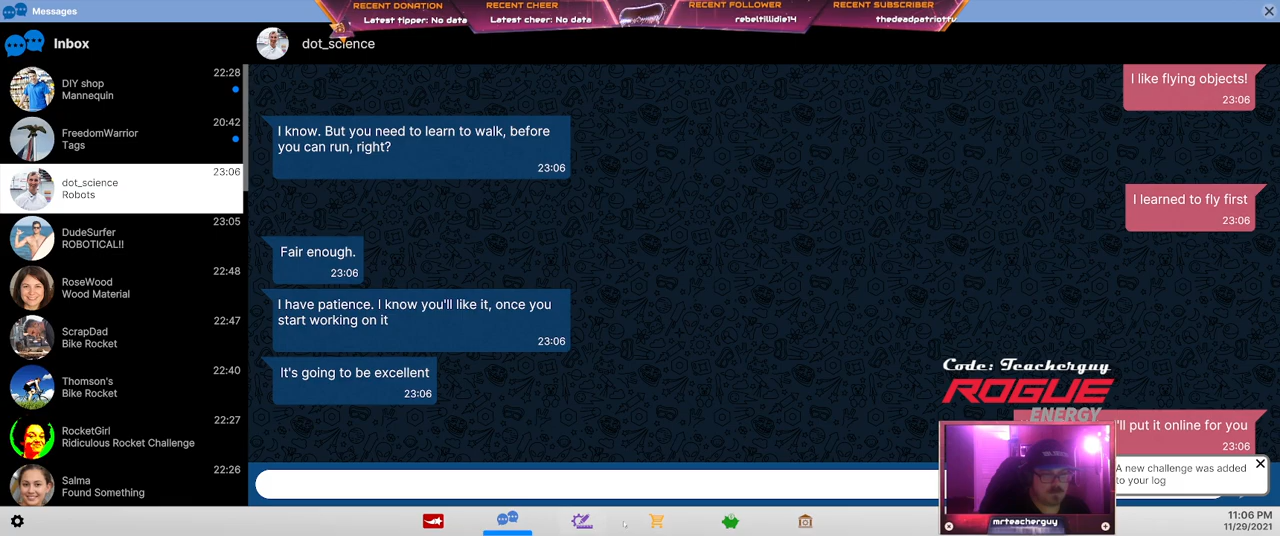 Messages
RECENT DONATION
Latest tipper: No data
RECENT CHEER
Latest cheer: No data
RECENT FOLLOWER
rebeltillidie14
RECENT SUBSCRIBER
thedeadpatriottv
Inbox
dot_science
DIY shop
Mannequin
22:28
FreedomWarrior
Tags
20:42
dot_science
Robots
23:06
DudeSurfer
ROBOTICAL!!
23:05
RoseWood
Wood Material
22:48
ScrapDad
Bike Rocket
22:47
Thomson's
Bike Rocket
22:40
RocketGirl
Ridiculous Rocket Challenge
22:27
Salma
Found Something
22:26
I like flying objects!
23:06
I know. But you need to learn to walk, before
you can run, right?
23:06
I learned to fly first
23:06
Fair enough.
23:06
I have patience. I know you'll like it, once you
start working on it
23:06
It's going to be excellent
23:06
'll put it online for you
23:06
Code: Teacherguy
ROGUE
ENERGY
A new challenge was added
to your log
mrteacherguy
11:06 PM
11/29/2021